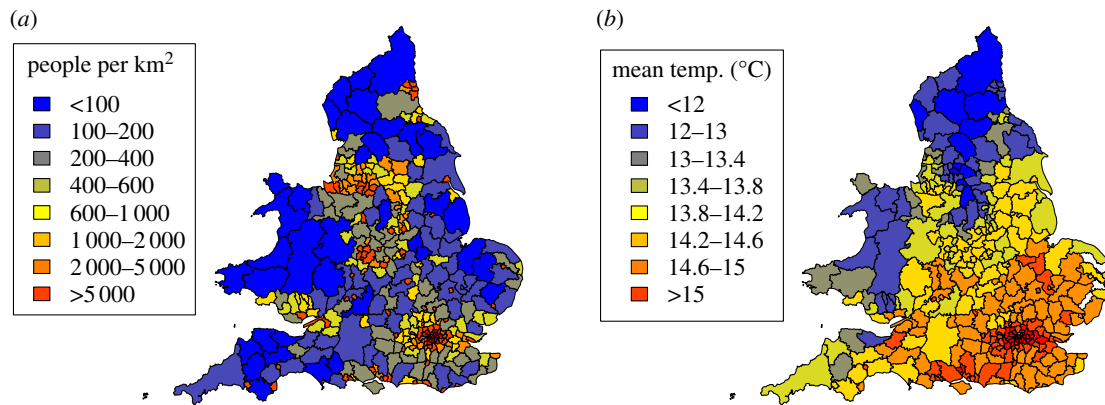 (a)
people per km²
<100
100–200
200–400
400–600
600–1 000
1 000–2 000
2 000–5 000
>5 000
(b)
mean temp. (°C)
<12
12–13
13–13.4
13.4–13.8
13.8–14.2
14.2–14.6
14.6–15
>15